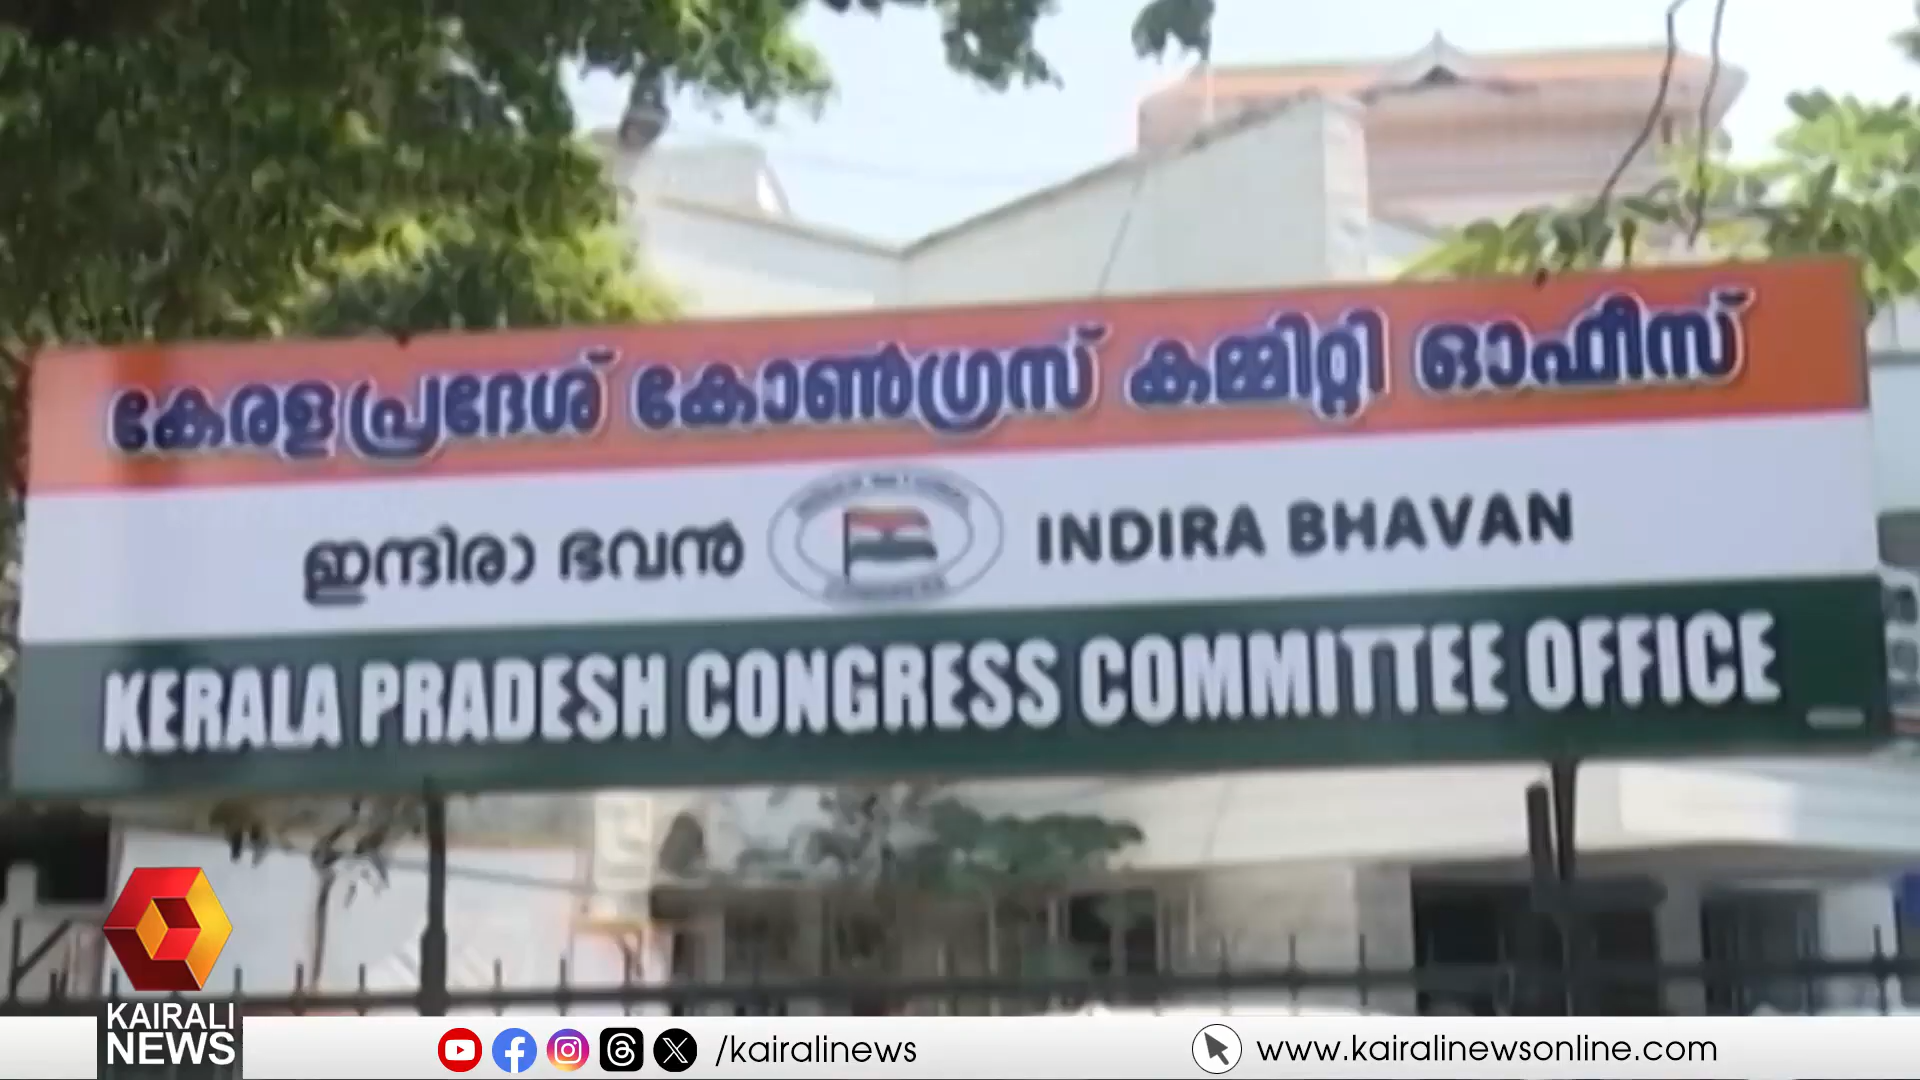 കേരള പ്രദേശ് കോൺഗ്രസ് കമ്മിറ്റി ഓഫീസ്
ഇന്ദിരാ ഭവൻ INDIRA BHAVAN
KERALA PRADESH CONGRESS COMMITTEE OFFICE
KAIRALI
NEWS
/kairalinews
www.kairalinewsonline.com